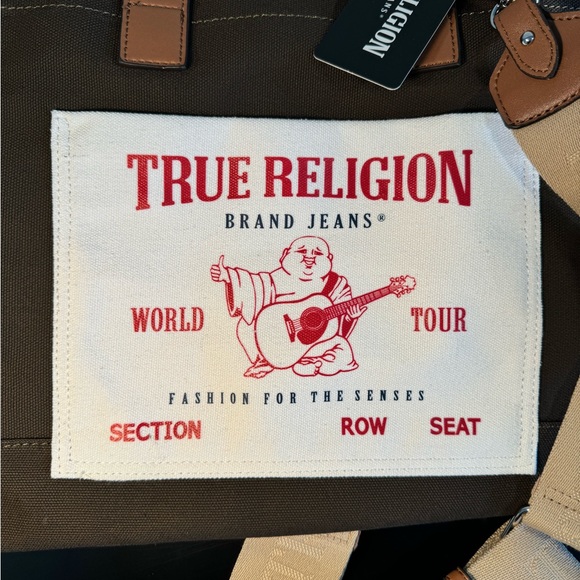 RELIGION
TRUE RELIGION
BRAND JEANS®
WORLD TOUR
FASHION FOR THE SENSES
SECTION ROW SEAT